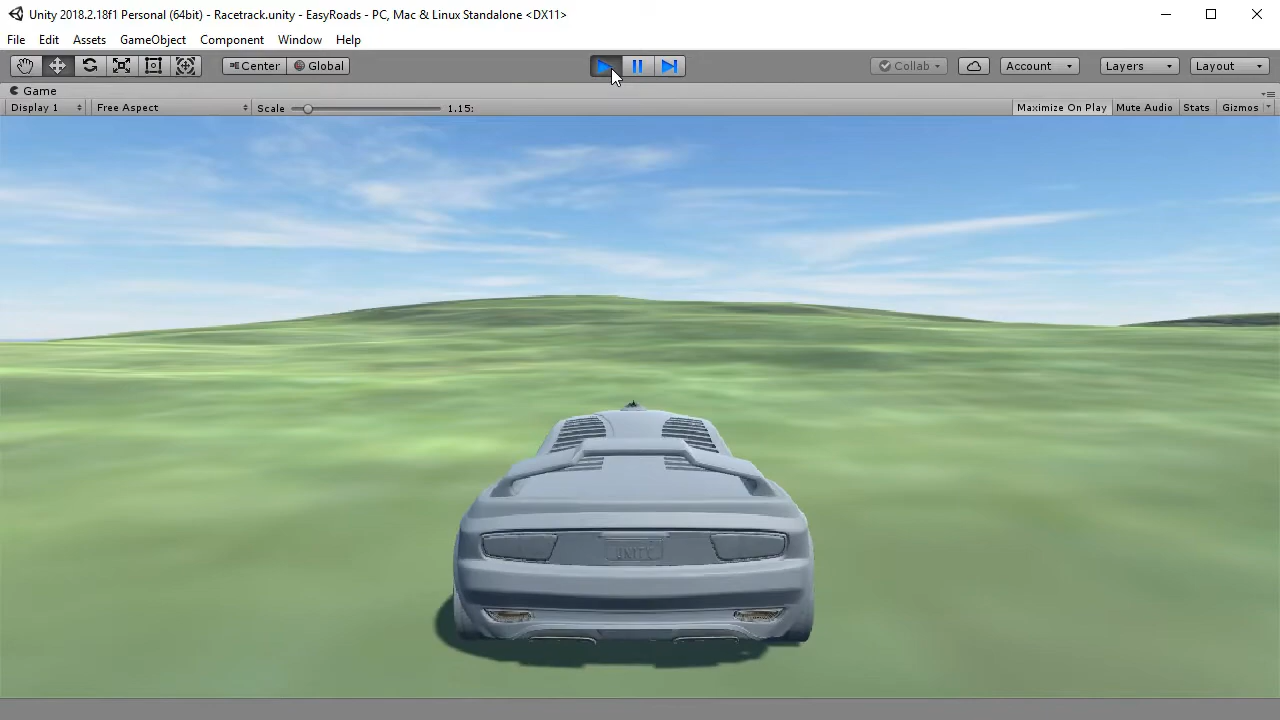 Unity 2018.2.18f1 Personal (64bit) - Racetrack.unity - EasyRoads - PC, Mac & Linux Standalone <DX11>
File Edit Assets GameObject Component Window Help
Center Global Collab Account Layers Layout
Game
Display 1 Free Aspect Scale 1.15: Maximize On Play Mute Audio Stats Gizmos
UNITY